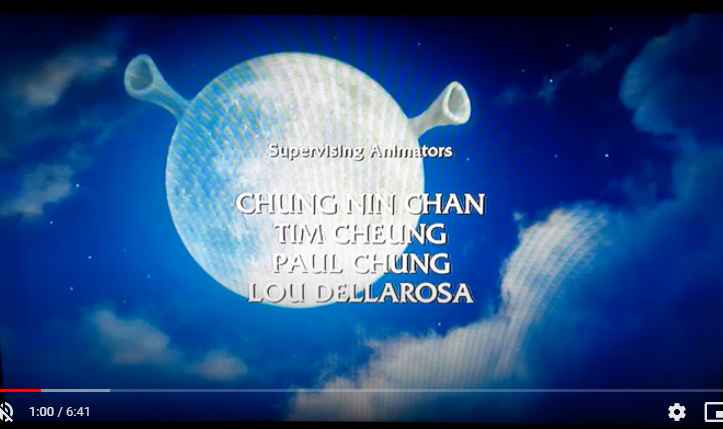 Supervising Animators
CHUNG NIN CHAN
TIM CHEUNG
PAUL CHUNG
LOU DELLAROSA
1:00 / 6:41